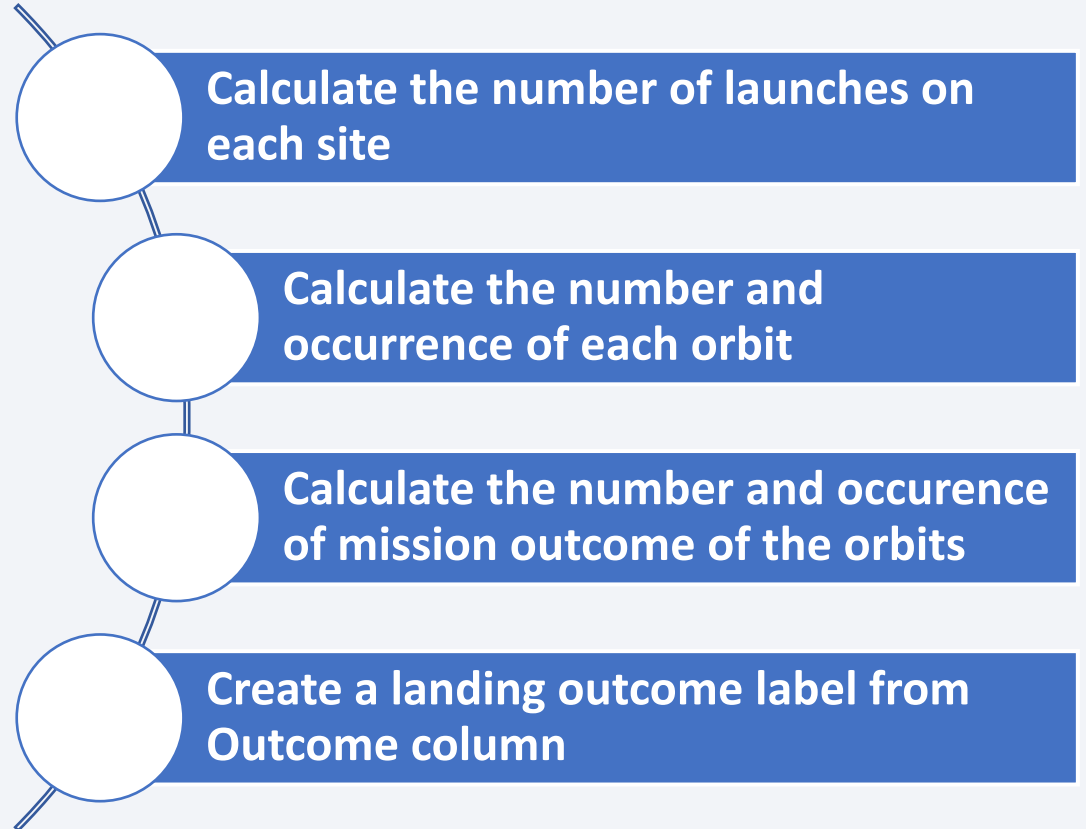 Calculate the number of launches on
each site
Calculate the number and
occurrence of each orbit
Calculate the number and occurence
of mission outcome of the orbits
Create a landing outcome label from
Outcome column